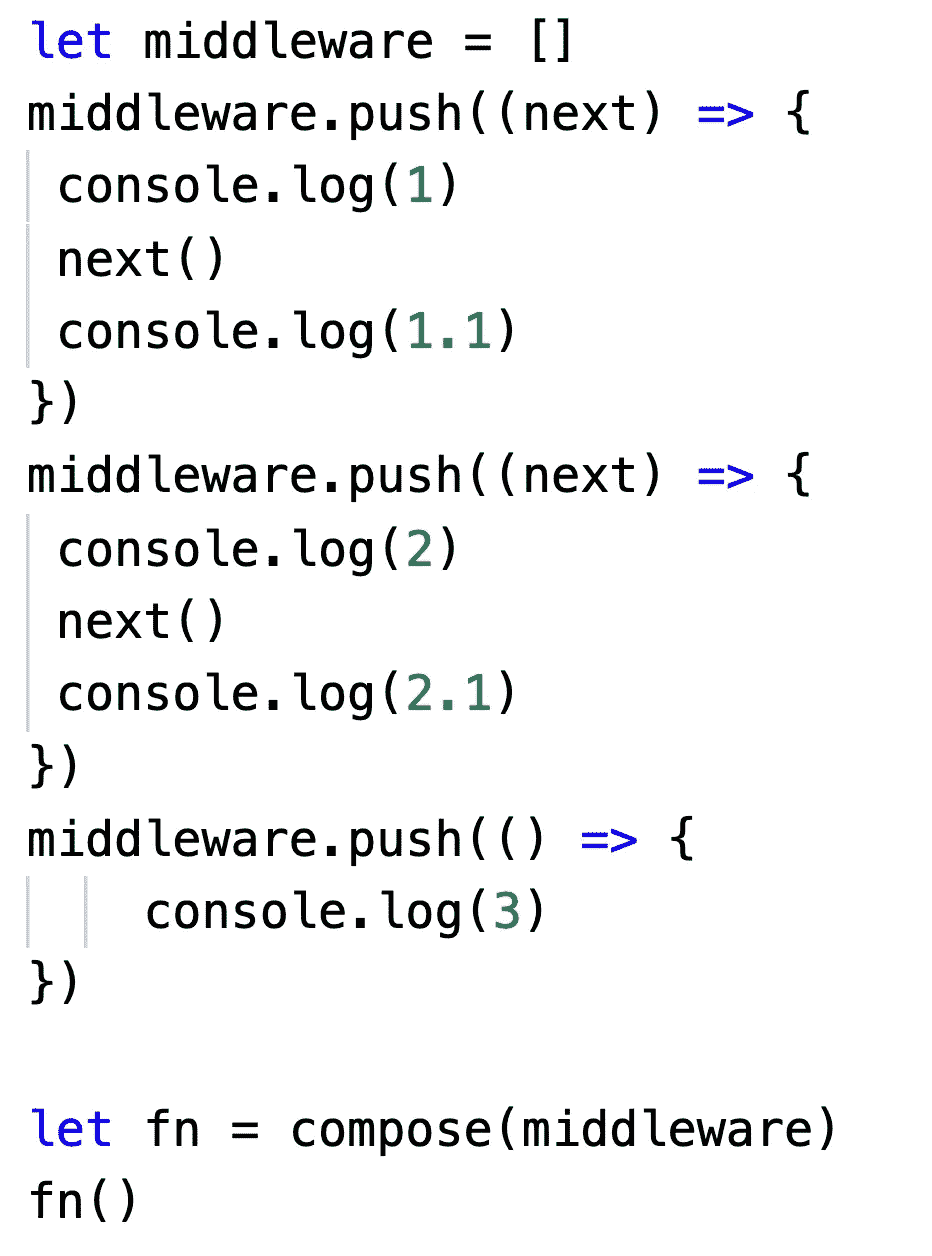 let middleware = []
middleware.push((next) => {
 console.log(1)
 next()
 console.log(1.1)
})
middleware.push((next) => {
 console.log(2)
 next()
 console.log(2.1)
})
middleware.push(() => {
    console.log(3)
})

let fn = compose(middleware)
fn()